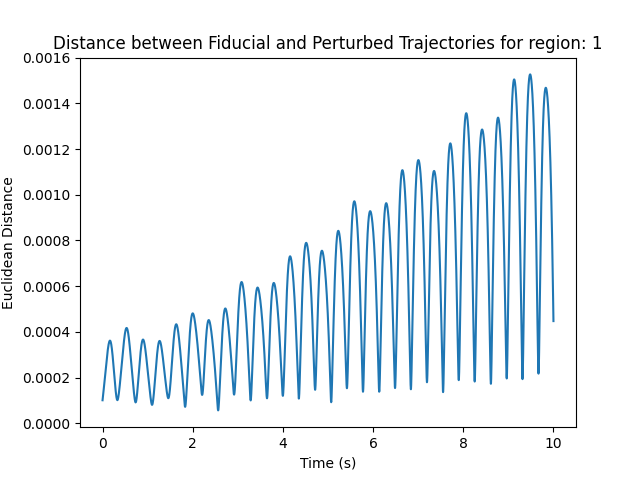 Distance between Fiducial and Perturbed Trajectories for region: 1
0.0016
0.0014
0.0012
0.0010
0.0008
0.0006
0.0004
0.0002
0.0000
Euclidean Distance
0 2 4 6 8 10
Time (s)